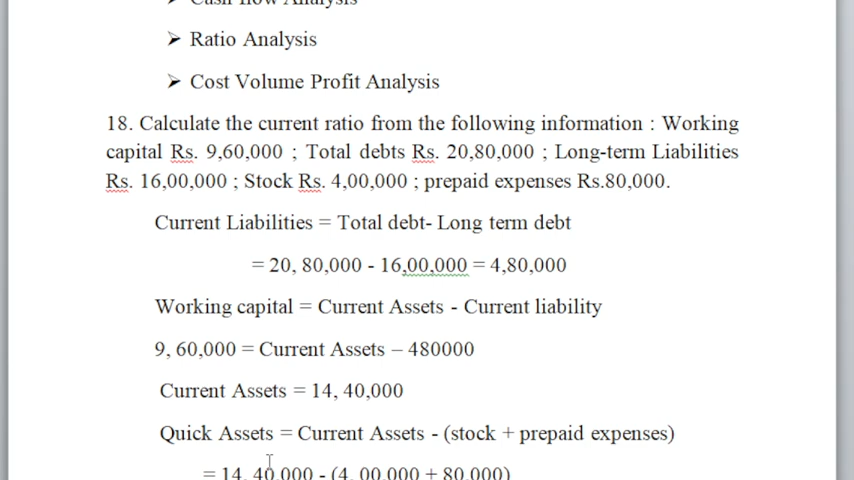 Cash flow Analysis
➢ Ratio Analysis
➢ Cost Volume Profit Analysis
18. Calculate the current ratio from the following information : Working
capital Rs. 9,60,000 ; Total debts Rs. 20,80,000 ; Long-term Liabilities
Rs. 16,00,000 ; Stock Rs. 4,00,000 ; prepaid expenses Rs.80,000.
Current Liabilities = Total debt- Long term debt
= 20, 80,000 - 16,00,000 = 4,80,000
Working capital = Current Assets - Current liability
9, 60,000 = Current Assets – 480000
Current Assets = 14, 40,000
Quick Assets = Current Assets - (stock + prepaid expenses)
= 14, 40,000 - (4, 00,000 + 80,000)